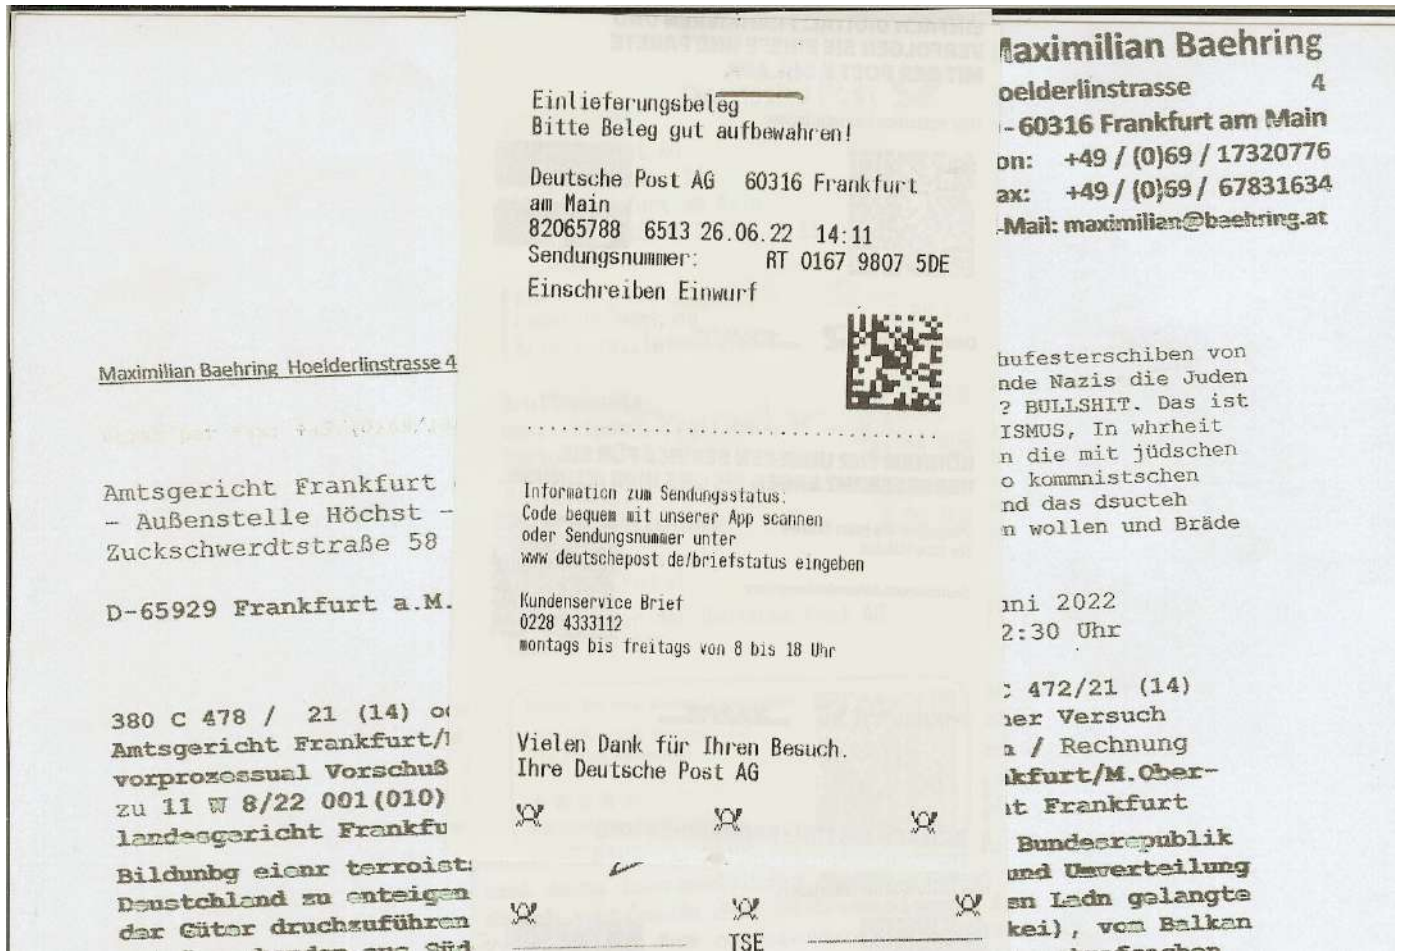 Maximilian Baehring
oelderlinstrasse 4
- 60316 Frankfurt am Main
on: +49 / (0)69 / 17320776
ax: +49 / (0)69 / 67831634
-Mail: maximilian@baehring.at
Einlieferungsbeleg
Bitte Beleg gut aufbewahren!
Deutsche Post AG 60316 Frankfurt
am Main
82065788 6513 26.06.22 14:11
Sendungsnummer: RT 0167 9807 5DE
Einschreiben Einwurf
Information zum Sendungsstatus:
Code bequem mit unserer App scannen
oder Sendungsnummer unter
www deutschepost de/briefstatus eingeben
Kundenservice Brief
0228 4333112
montags bis freitags von 8 bis 18 Uhr
Vielen Dank für Ihren Besuch.
Ihre Deutsche Post AG
TSE
Maximilian Baehring Hoelderlinstrasse 4
Amtsgericht Frankfurt
- Außenstelle Höchst -
Zuckschwerdtstraße 58
D-65929 Frankfurt a.M.
380 C 478 / 21 (14) o
Amtsgericht Frankfurt/
vorprozessual Vorschuß
zu 11 W 8/22 001(010)
landesgericht Frankfu
Bildunbg eienr terroist
Deustchland zu enteigen
der Güter druchzuführen
hufesterschiben von
nde Nazis die Juden
? BULLSHIT. Das ist
ISMUS, In whrheit
n die mit jüdschen
o kommnistschen
nd das dsucteh
n wollen und Bräde
uni 2022
2:30 Uhr
C 472/21 (14)
her Versuch
a / Rechnung
kfurt/M.Ober-
ht Frankfurt
Bundesrepublik
und Umverteilung
en Ladn gelangte
kei), vom Balkan